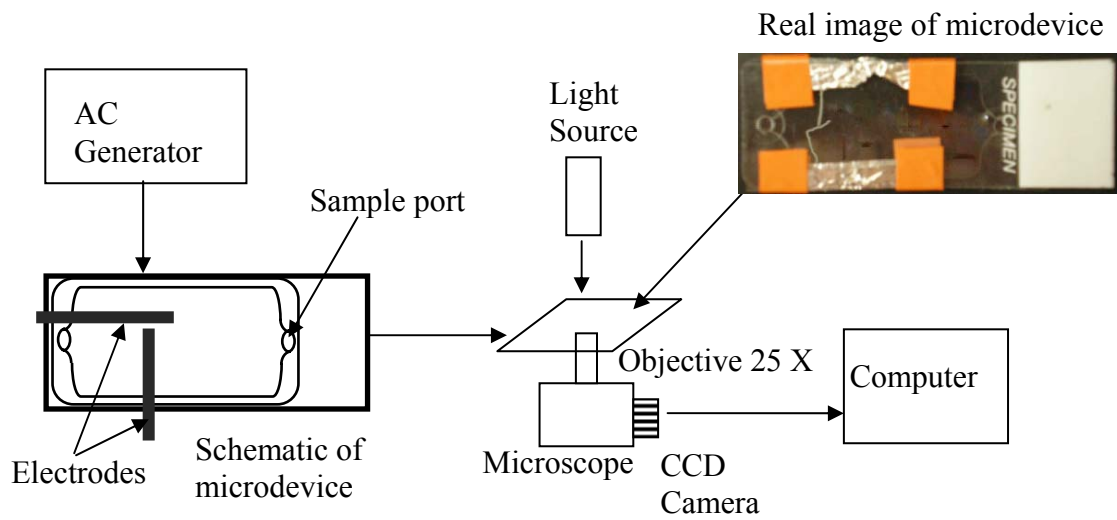 Real image of microdevice
AC
Generator
Light
Source
SPECIMEN
Sample port
Objective 25 X
Computer
Electrodes
Schematic of
microdevice
Microscope
CCD
Camera